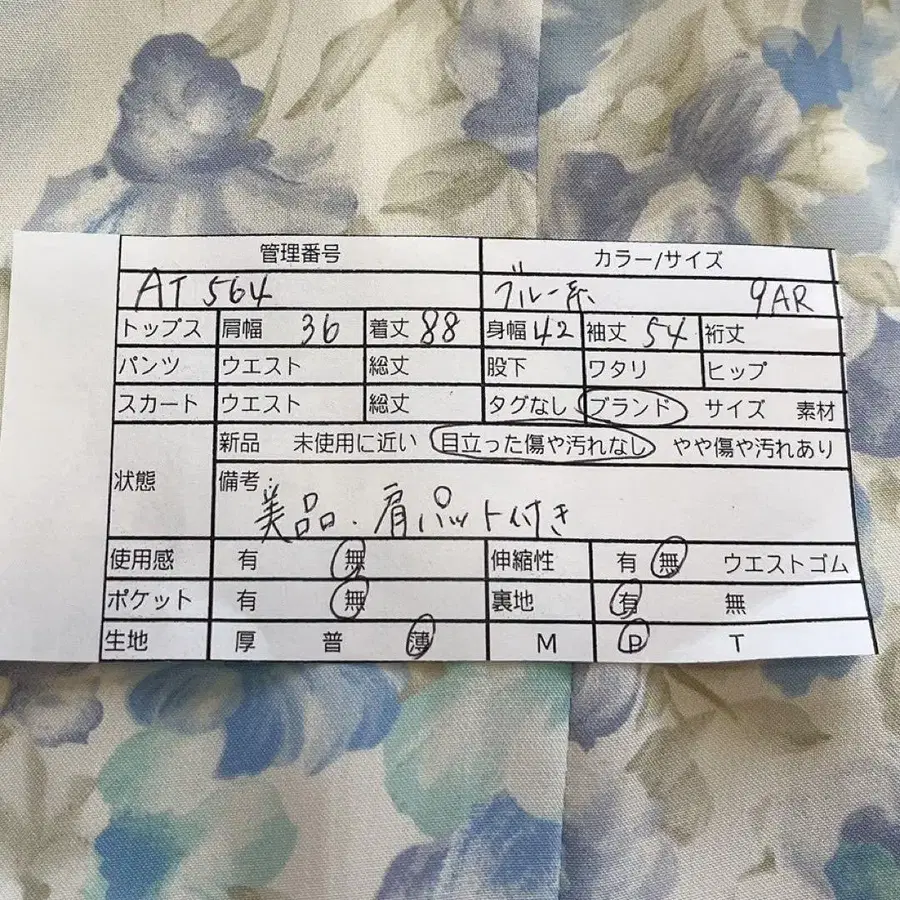 管理番号 カラー/サイズ
AT 564 ブルー系 9AR
トップス 肩幅 36 着丈 88 身幅 42 袖丈 54 裄丈
パンツ ウエスト 総丈 股下 ワタリ ヒップ
スカート ウエスト 総丈 タグなし ブランド サイズ 素材
状態 新品 未使用に近い 目立った傷や汚れなし やや傷や汚れあり
備考:
美品.肩パット付き
使用感 有 無 伸縮性 有 無 ウエストゴム
ポケット 有 無 裏地 有 無
生地 厚 普 薄 M P T